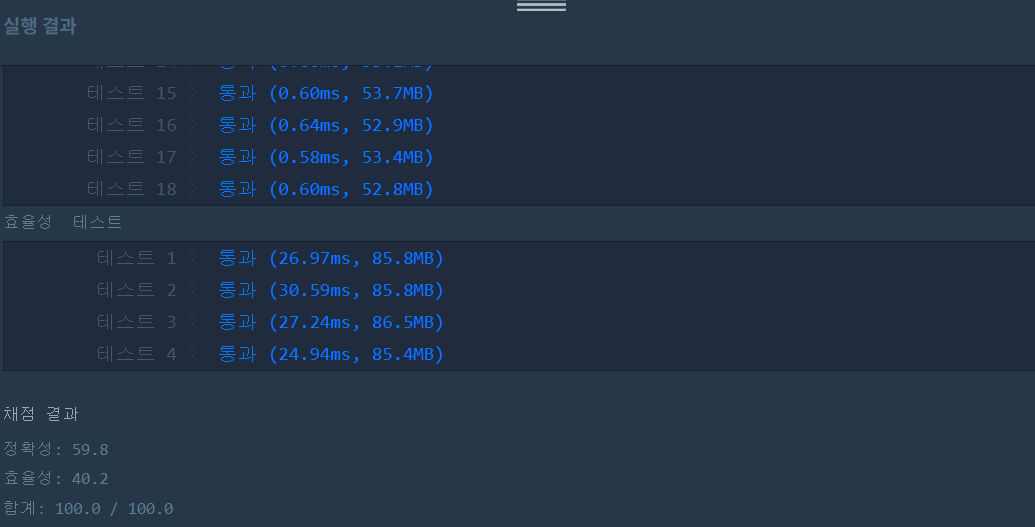 실행 결과
테스트 15 〉 통과 (0.60ms, 53.7MB)
테스트 16 〉 통과 (0.64ms, 52.9MB)
테스트 17 〉 통과 (0.58ms, 53.4MB)
테스트 18 〉 통과 (0.60ms, 52.8MB)
효율성 테스트
테스트 1 〉 통과 (26.97ms, 85.8MB)
테스트 2 〉 통과 (30.59ms, 85.8MB)
테스트 3 〉 통과 (27.24ms, 86.5MB)
테스트 4 〉 통과 (24.94ms, 85.4MB)
채점 결과
정확성: 59.8
효율성: 40.2
합계: 100.0 / 100.0